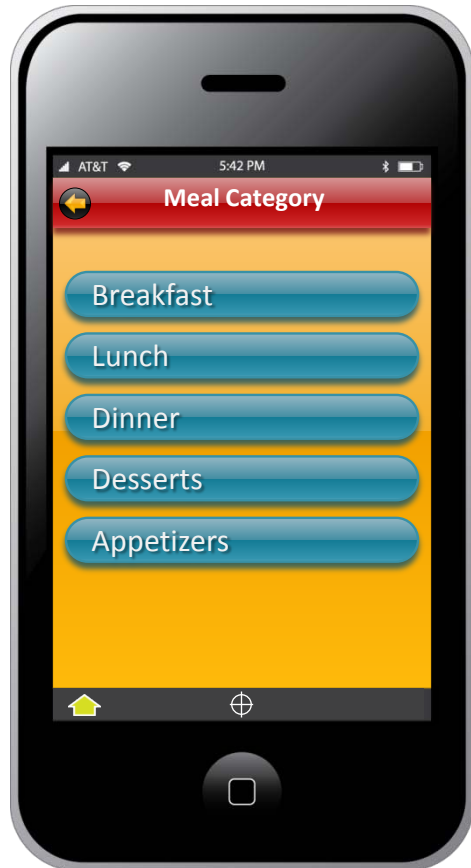 AT&T 5:42 PM
Meal Category
Breakfast
Lunch
Dinner
Desserts
Appetizers